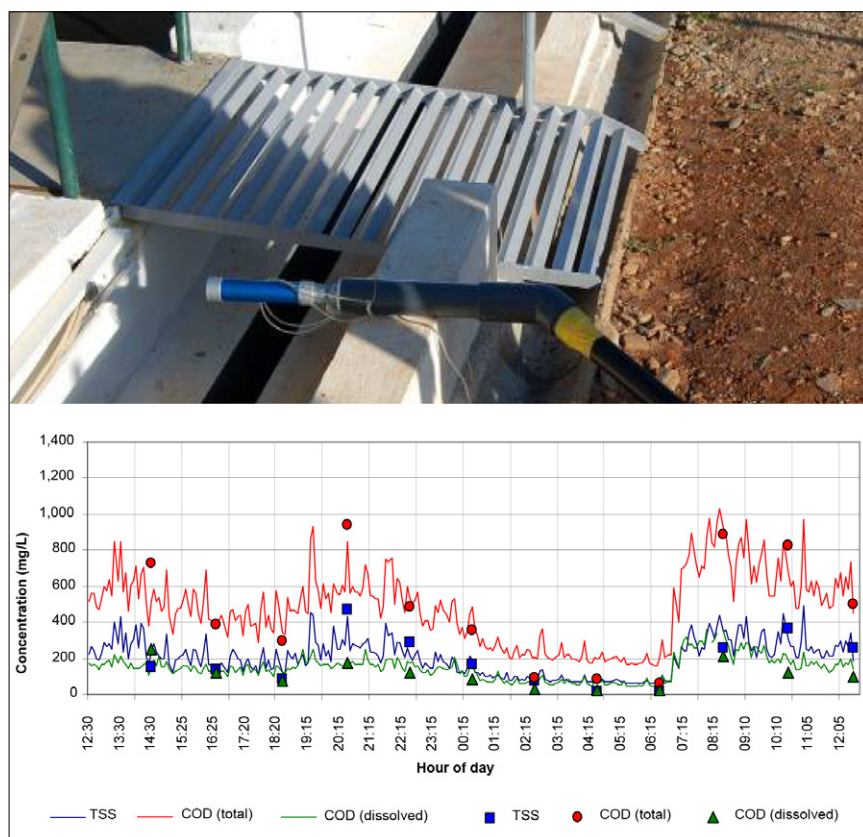 1,400
1,200
1,000
800
600
400
200
0
Concentration (mg/L)
12:30 13:30 14:30 15:25 16:25 17:20 18:20 19:15 20:15 21:15 22:15 23:15 00:15 01:15 02:15 03:15 04:15 05:15 06:15 07:15 08:15 09:10 10:10 11:05 12:05
Hour of day
TSS COD (total) COD (dissolved) TSS COD (total) COD (dissolved)